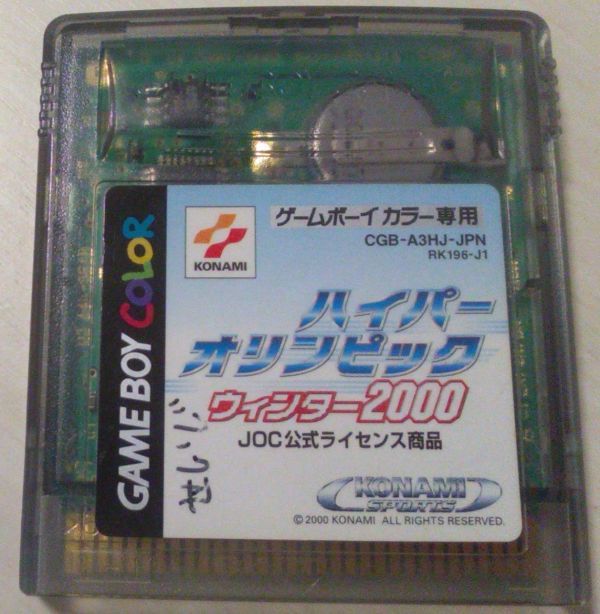 GAME BOY COLOR
KONAMI
ゲームボーイ カラー専用
CGB-A3HJ-JPN
RK196-J1
ハイパー
オリンピック
ウィンター2000
JOC公式ライセンス商品
KONAMI
SPORTS
© 2000 KONAMI ALL RIGHTS RESERVED.